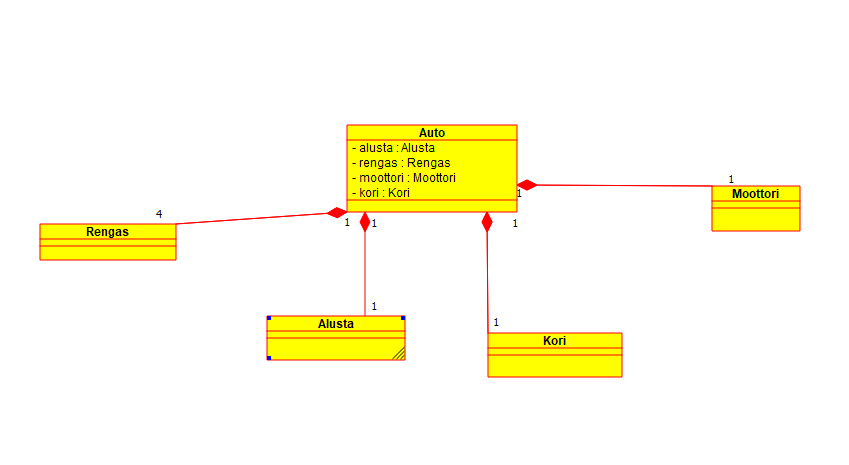 Auto
- alusta : Alusta
- rengas : Rengas
- moottori : Moottori
- kori : Kori
1
1
Moottori
4
1
1
1
Rengas
1
Alusta
1
Kori